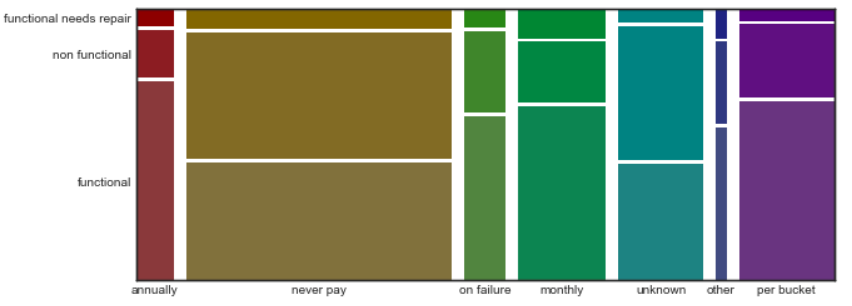 functional needs repair
non functional
functional
annually never pay on failure monthly unknown other per bucket